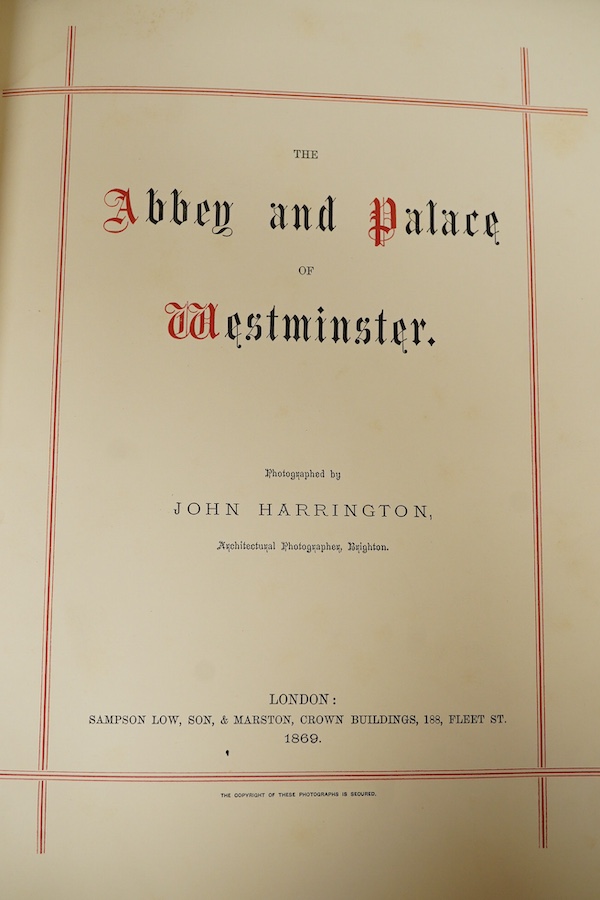 THE
Abbey and Palace
OF
Westminster.
Photographed by
JOHN HARRINGTON,
Architectural Photographer, Brighton.
LONDON:
SAMPSON LOW, SON, & MARSTON, CROWN BUILDINGS, 188, FLEET ST.
1869.
THE COPYRIGHT OF THESE PHOTOGRAPHS IS SECURED.